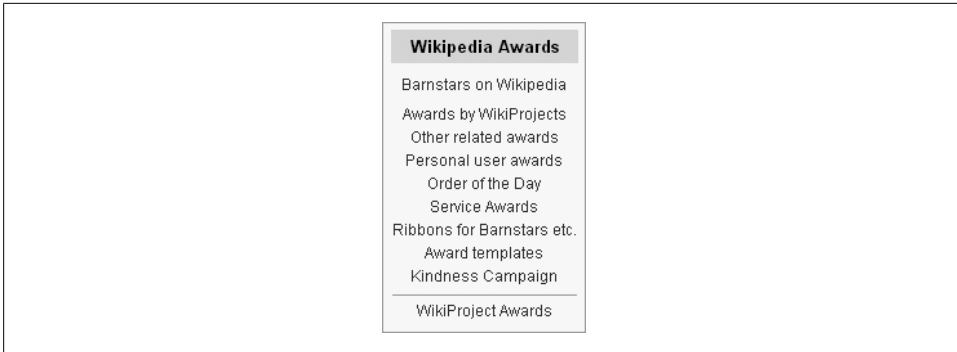 Wikipedia Awards
Barnstars on Wikipedia
Awards by WikiProjects
Other related awards
Personal user awards
Order of the Day
Service Awards
Ribbons for Barnstars etc.
Award templates
Kindness Campaign
WikiProject Awards